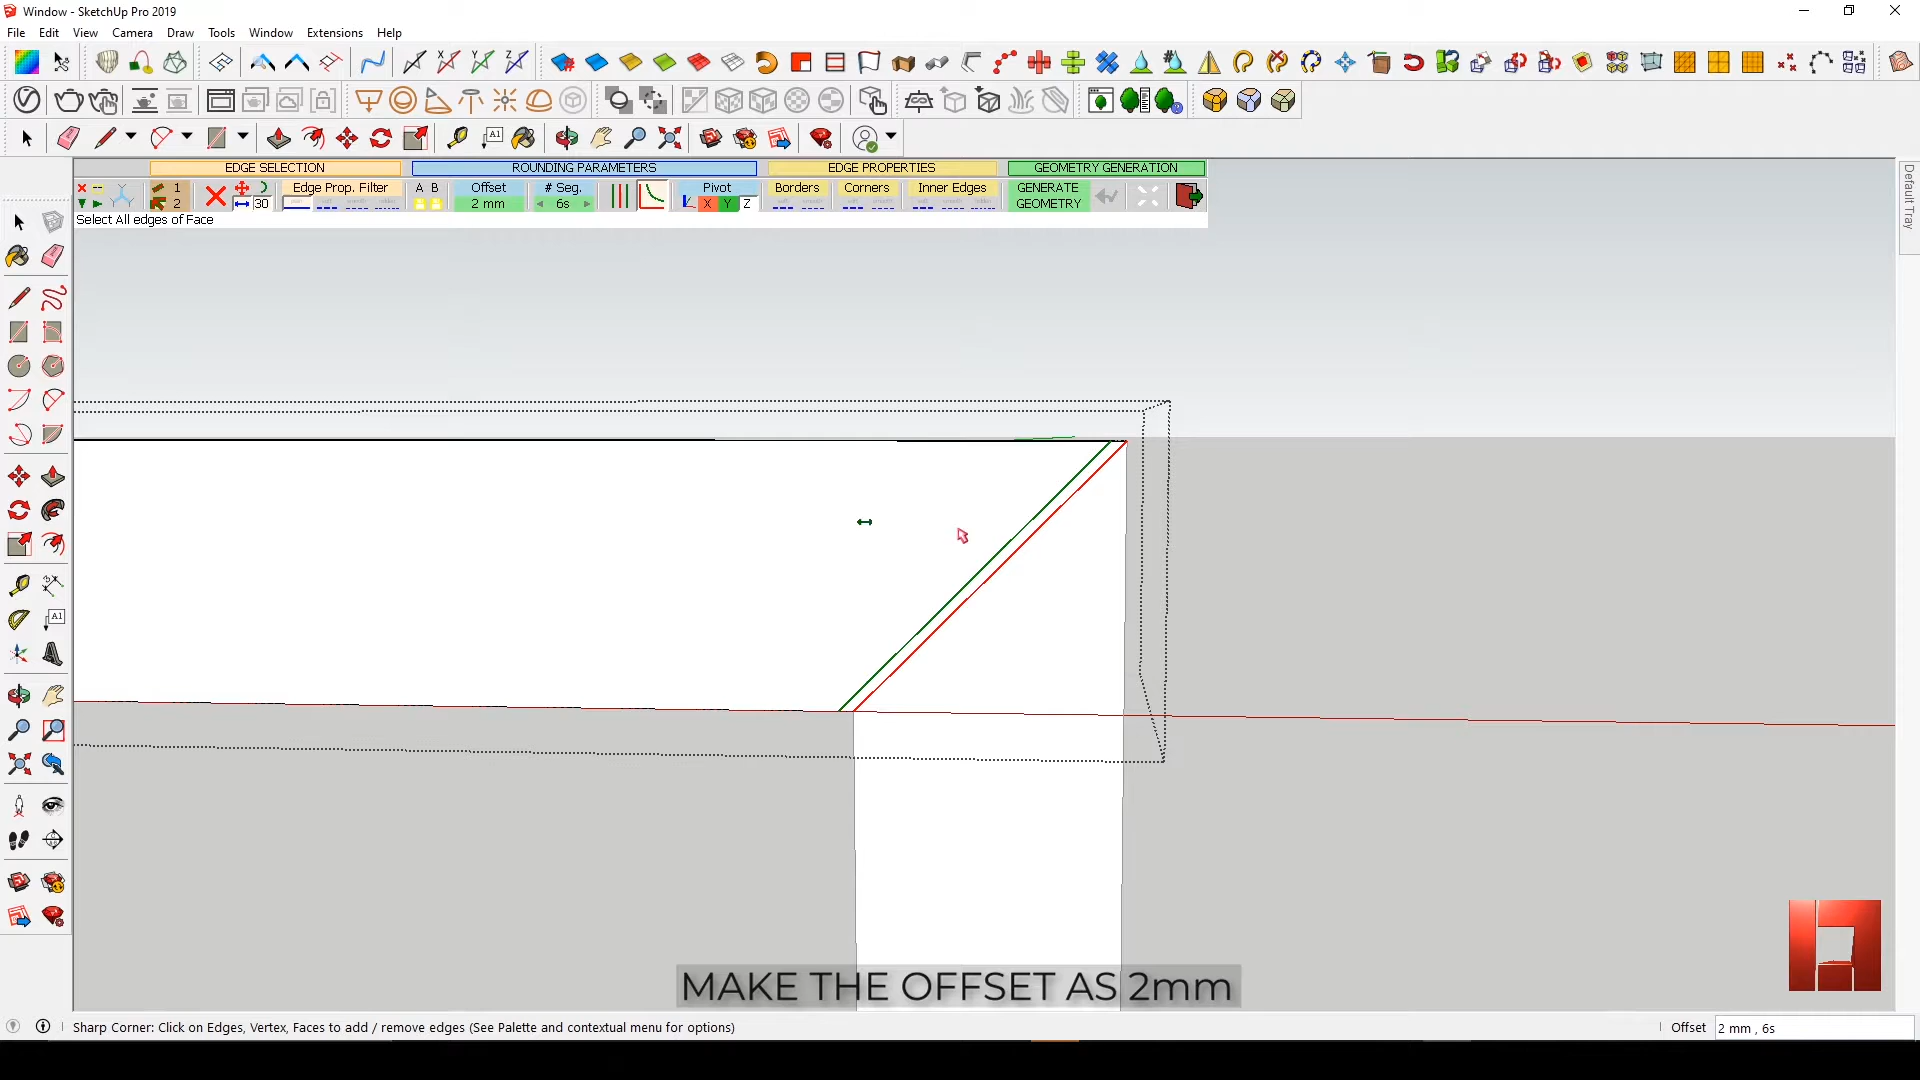 Window - SketchUp Pro 2019
File Edit View Camera Draw Tools Window Extensions Help
X Y Z
A1
EDGE SELECTION ROUNDING PARAMETERS EDGE PROPERTIES GEOMETRY GENERATION
1 Edge Prop. Filter A B Offset # Seg. Pivot Borders Corners Inner Edges GENERATE
2 30 2 mm 6s X Y Z GEOMETRY
Select All edges of Face
Default Tray
A1
MAKE THE OFFSET AS 2mm
Sharp Corner: Click on Edges, Vertex, Faces to add / remove edges (See Palette and contextual menu for options) Offset 2 mm , 6s